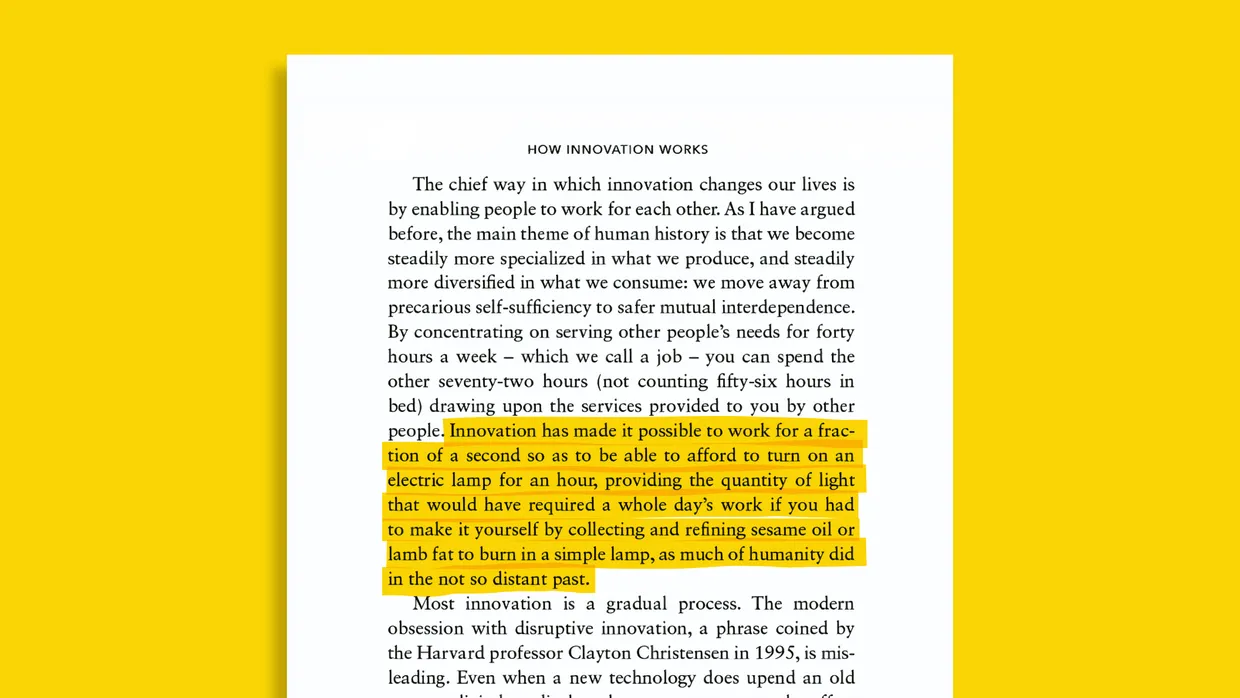 HOW INNOVATION WORKS
The chief way in which innovation changes our lives is
by enabling people to work for each other. As I have argued
before, the main theme of human history is that we become
steadily more specialized in what we produce, and steadily
more diversified in what we consume: we move away from
precarious self-sufficiency to safer mutual interdependence.
By concentrating on serving other people's needs for forty
hours a week – which we call a job – you can spend the
other seventy-two hours (not counting fifty-six hours in
bed) drawing upon the services provided to you by other
people. Innovation has made it possible to work for a frac-
tion of a second so as to be able to afford to turn on an
electric lamp for an hour, providing the quantity of light
that would have required a whole day's work if you had
to make it yourself by collecting and refining sesame oil or
lamb fat to burn in a simple lamp, as much of humanity did
in the not so distant past.
Most innovation is a gradual process. The modern
obsession with disruptive innovation, a phrase coined by
the Harvard professor Clayton Christensen in 1995, is mis-
leading. Even when a new technology does upend an old